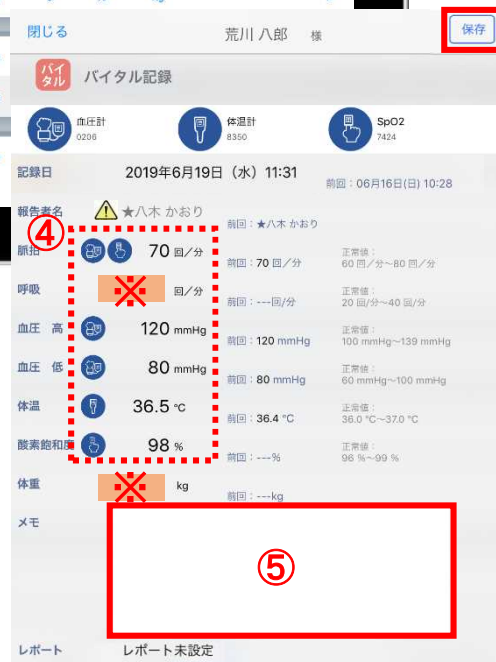 閉じる 荒川 八郎 様 保存
バイタル バイタル記録
血圧計 体温計 SpO2
0206 8350 7424
記録日 2019年6月19日（水）11:31 前回：06月16日(日) 10:28
報告者名 ★八木 かおり 前回：★八木 かおり
④
脈拍 70 回／分 前回：70 回／分 正常値：60 回／分～80 回／分
呼吸 ※ 回／分 前回：---回/分 正常値：20 回/分～40 回/分
血圧 高 120 mmHg 前回：120 mmHg 正常値：100 mmHg～139 mmHg
血圧 低 80 mmHg 前回：80 mmHg 正常値：60 mmHg～100 mmHg
体温 36.5 ℃ 前回：36.4 ℃ 正常値：36.0 ℃～37.0 ℃
酸素飽和度 98 % 前回：---% 正常値：96 %～99 %
体重 ※ kg 前回：---kg
メモ
⑤
レポート レポート未設定